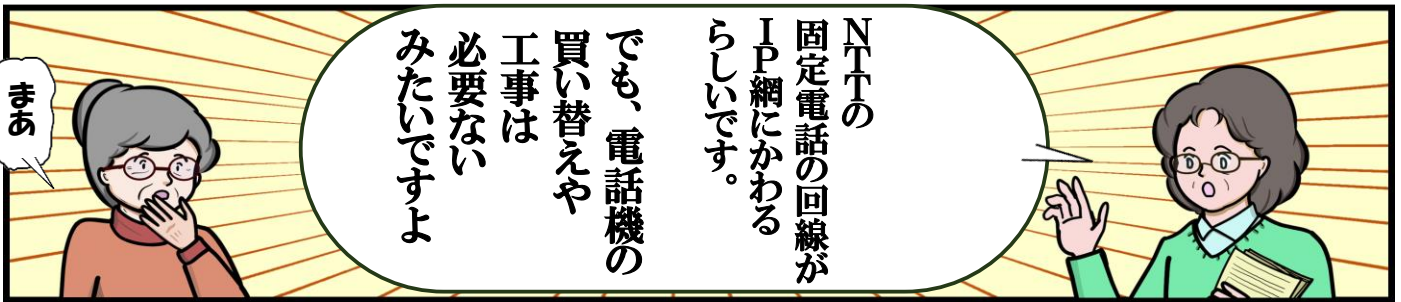 NTTの
固定電話の回線が
IP網にかわる
らしいです。
でも、電話機の
買い替えや
工事は
必要ない
みたいですよ
まあ